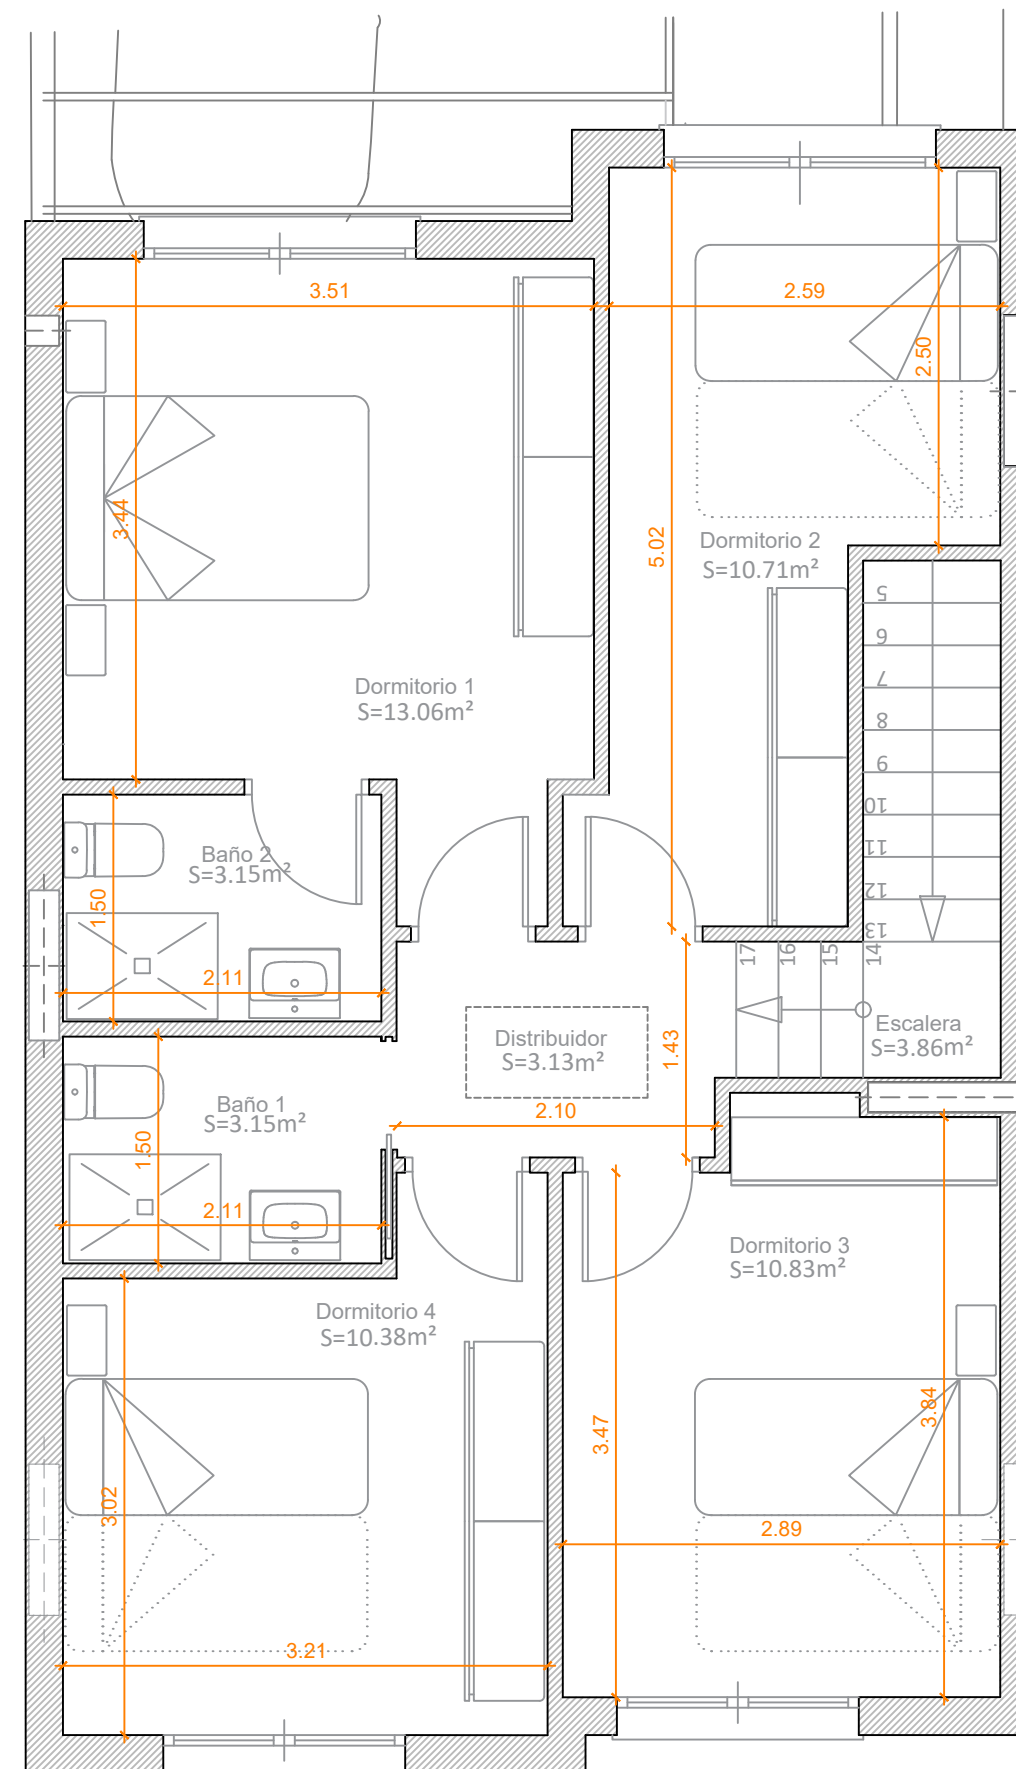 3.51
2.59
2.50
3.44
5.02
Dormitorio 2
S=10.71m²
5
6
7
8
9
10
11
12
13
Dormitorio 1
S=13.06m²
Baño 2
S=3.15m²
1.50
2.11
17
16
15
14
Escalera
S=3.86m²
Distribuidor
S=3.13m²
1.43
2.10
Baño 1
S=3.15m²
1.50
2.11
Dormitorio 3
S=10.83m²
Dormitorio 4
S=10.38m²
3.47
3.84
3.02
2.89
3.21